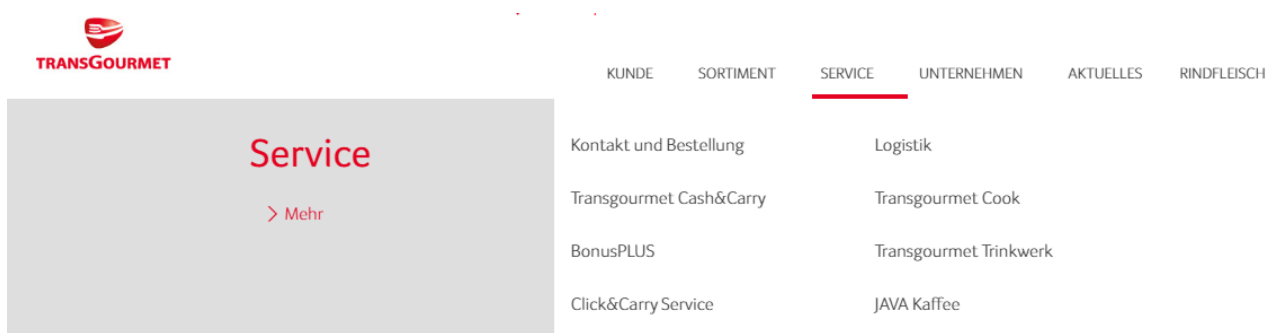 TRANSGOURMET
KUNDE SORTIMENT SERVICE UNTERNEHMEN AKTUELLES RINDFLEISCH
Service
> Mehr
Kontakt und Bestellung
Transgourmet Cash&Carry
BonusPLUS
Click&Carry Service
Logistik
Transgourmet Cook
Transgourmet Trinkwerk
JAVA Kaffee